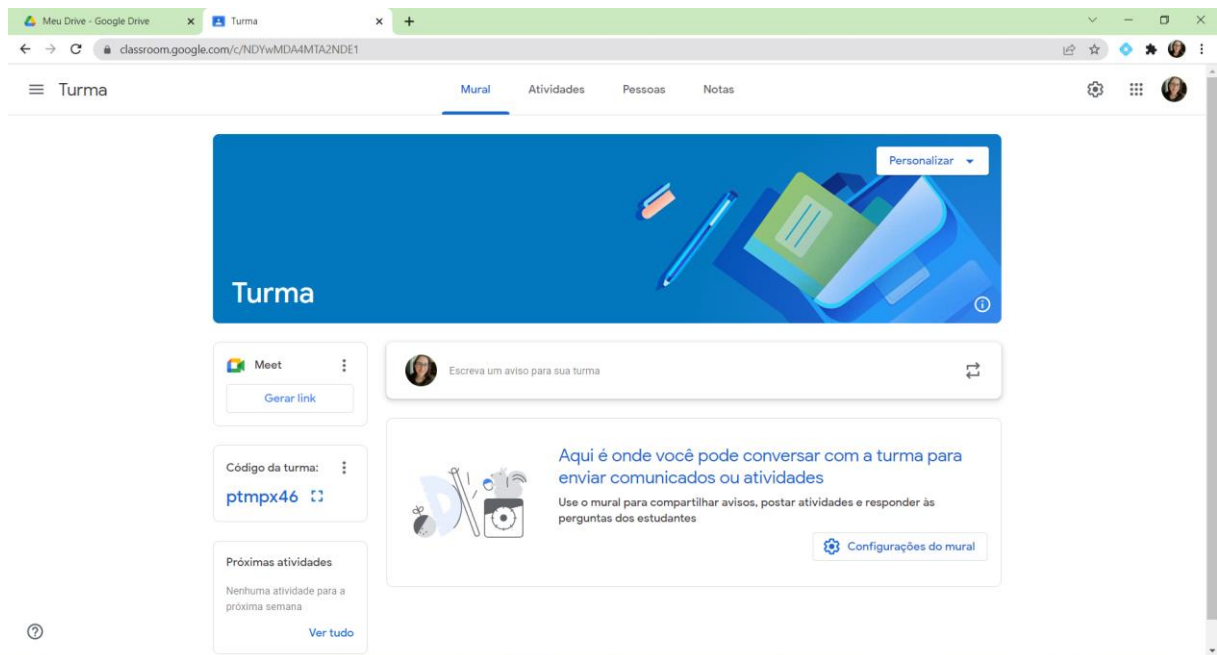 Meu Drive - Google Drive
Turma
classroom.google.com/c/NDYwMDA4MTA2NDE1
Turma
Mural
Atividades
Pessoas
Notas
Personalizar
Turma
Meet
Gerar link
Escreva um aviso para sua turma
Código da turma:
ptmpx46
Aqui é onde você pode conversar com a turma para
enviar comunicados ou atividades
Use o mural para compartilhar avisos, postar atividades e responder às
perguntas dos estudantes
Configurações do mural
Próximas atividades
Nenhuma atividade para a
próxima semana
Ver tudo